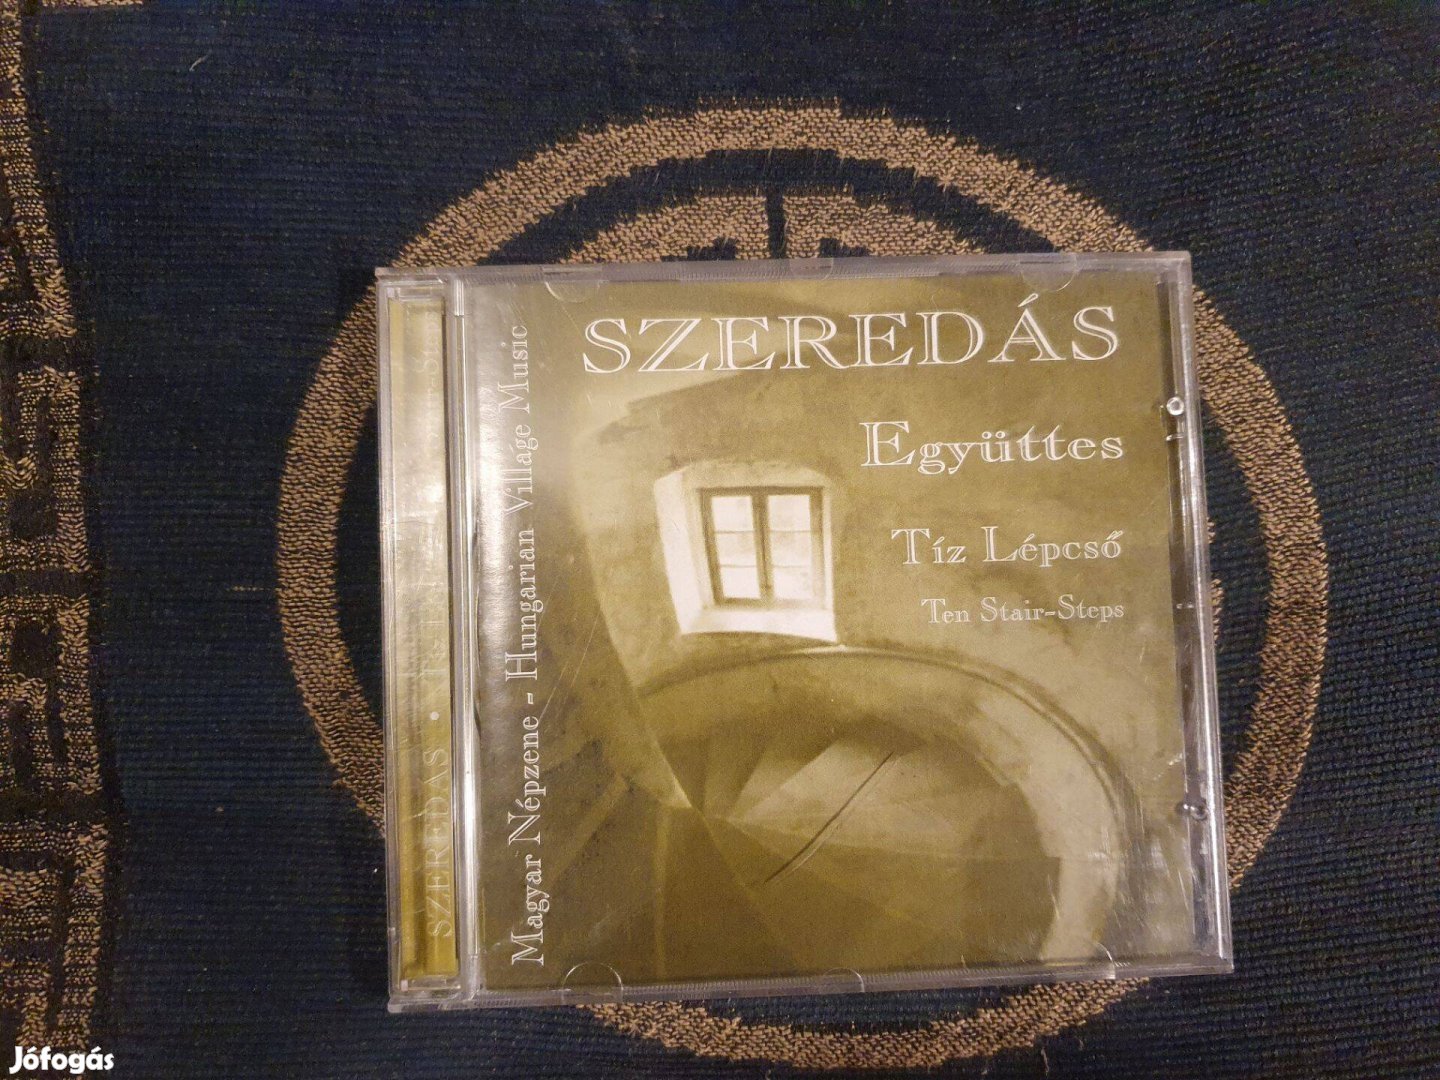 SZEREDÁS
Együttes
Tíz Lépcső
Ten Stair-Steps
Magyar Népzene - Hungarian Village Music
SZEREDÁS •
Jófogás